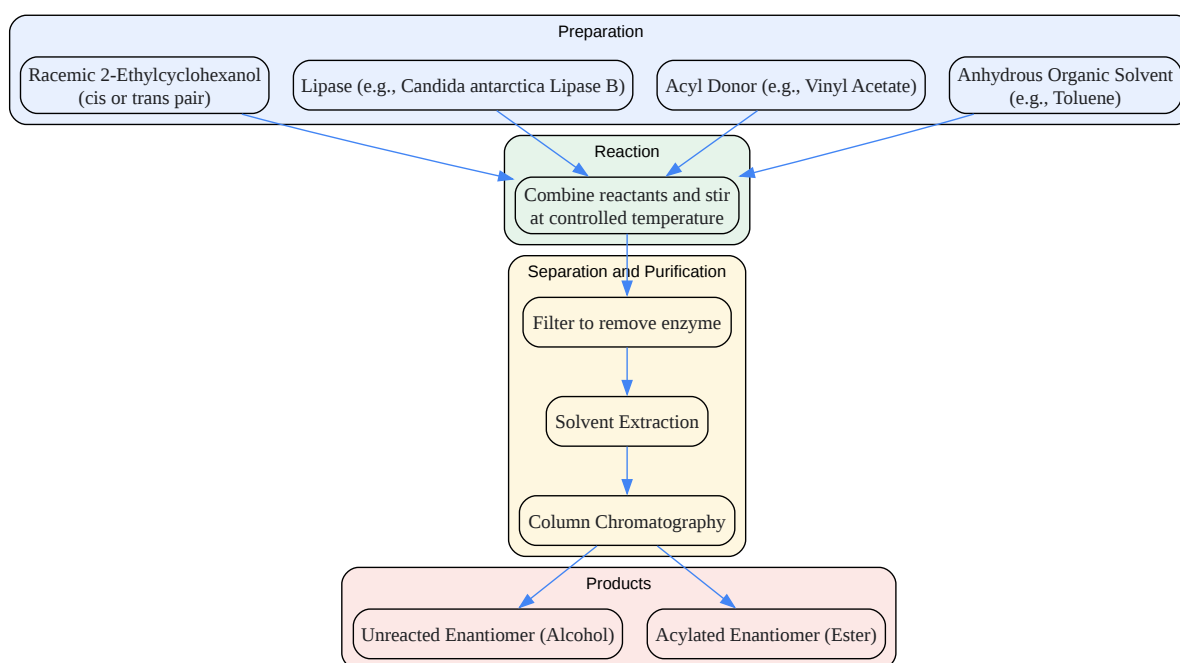 Preparation
Racemic 2-Ethylcyclohexanol
(cis or trans pair)
Lipase (e.g., Candida antarctica Lipase B)
Acyl Donor (e.g., Vinyl Acetate)
Anhydrous Organic Solvent
(e.g., Toluene)
Reaction
Combine reactants and stir
at controlled temperature
Separation and Purification
Filter to remove enzyme
Solvent Extraction
Column Chromatography
Products
Unreacted Enantiomer (Alcohol)
Acylated Enantiomer (Ester)